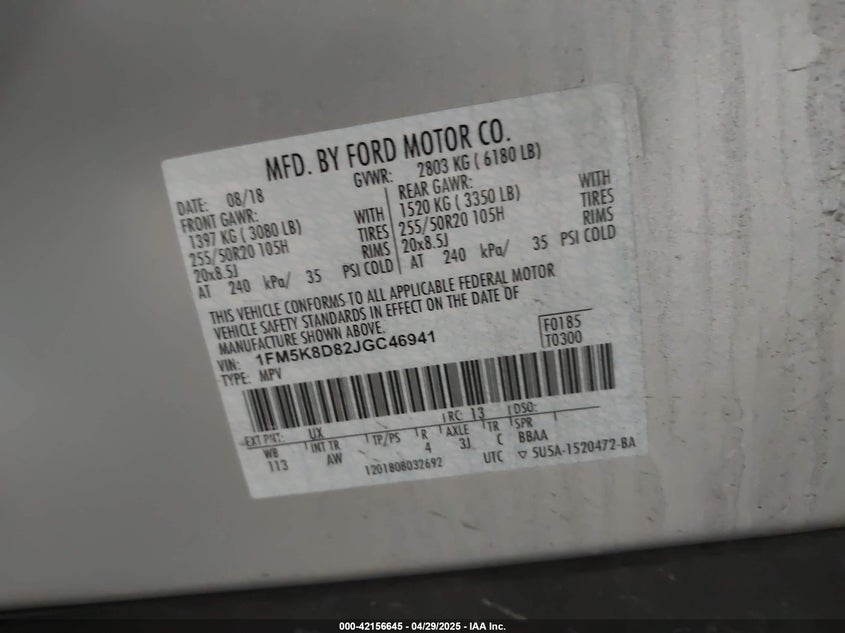 MFD. BY FORD MOTOR CO.
DATE: 08/18 GVWR: 2803 KG ( 6180 LB)
FRONT GAWR: REAR GAWR:
1397 KG ( 3080 LB) WITH 1520 KG ( 3350 LB) WITH
255/50R20 105H TIRES 255/50R20 105H TIRES
20x8.5J RIMS 20x8.5J RIMS
AT 240 kPa/ 35 PSI COLD AT 240 kPa/ 35 PSI COLD
THIS VEHICLE CONFORMS TO ALL APPLICABLE FEDERAL MOTOR
VEHICLE SAFETY STANDARDS IN EFFECT ON THE DATE OF
MANUFACTURE SHOWN ABOVE.
VIN: 1FM5K8D82JGC46941 F0185
TYPE: MPV T0300
EXT PNT: UX RC: 13 DSO:
WB INT TR TP/PS R AXLE TR SPR
113 AW 4 3J C BBAA
1201808032692 UTC ▽ 5U5A-1520472-BA
000-42156645 - 04/29/2025 - IAA Inc.